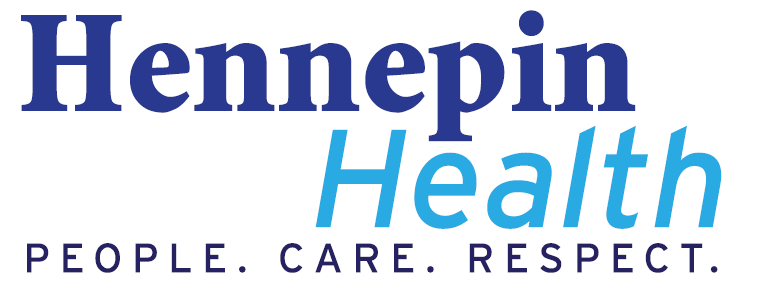 Hennepin
Health
PEOPLE. CARE. RESPECT.